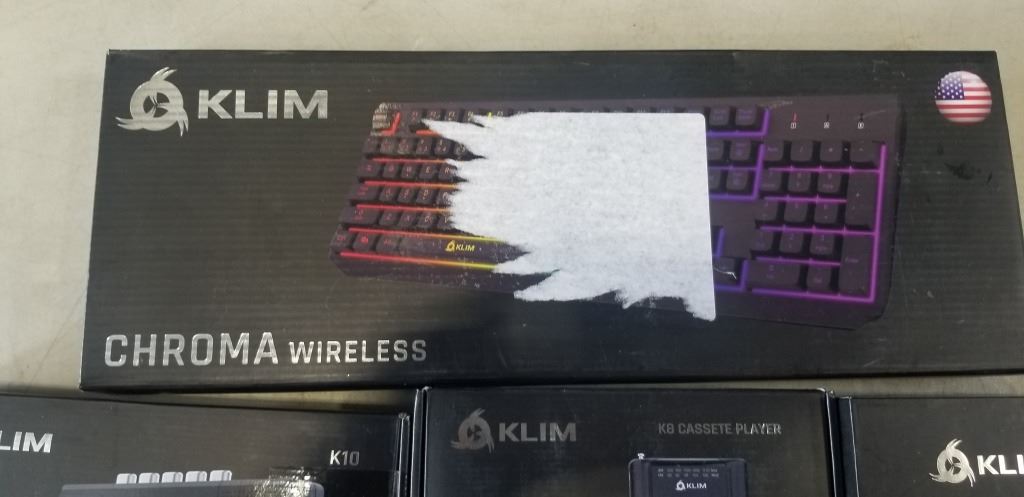 KLIM
KLIM
CHROMA WIRELESS
LIM
K10
KLIM
K8 CASSETE PLAYER
KLIM
KLI